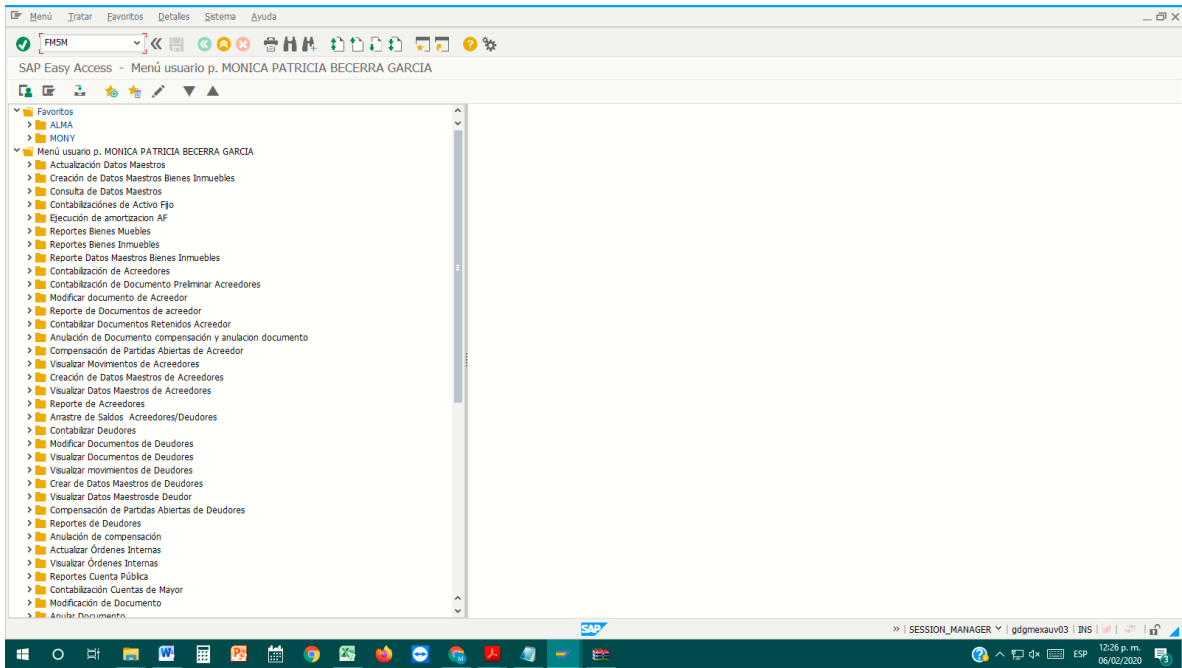 Menú Tratar Favoritos Detalles Sistema Ayuda
FM5M
SAP Easy Access - Menú usuario p. MONICA PATRICIA BECERRA GARCIA
Favoritos
ALMA
MONY
Menú usuario p. MONICA PATRICIA BECERRA GARCIA
Actualización Datos Maestros
Creación de Datos Maestros Bienes Inmuebles
Consulta de Datos Maestros
Contabilizaciónes de Activo Fijo
Ejecución de amortizacion AF
Reportes Bienes Muebles
Reportes Bienes Inmuebles
Reporte Datos Maestros Bienes Inmuebles
Contabilización de Acreedores
Contabilización de Documento Preliminar Acreedores
Modificar documento de Acreedor
Reporte de Documentos de acreedor
Contabilizar Documentos Retenidos Acreedor
Anulación de Documento compensación y anulacion documento
Compensación de Partidas Abiertas de Acreedor
Visualizar Movimientos de Acreedores
Creación de Datos Maestros de Acreedores
Visualizar Datos Maestros de Acreedores
Reporte de Acreedores
Arrastre de Saldos Acreedores/Deudores
Contabilizar Deudores
Modificar Documentos de Deudores
Visualizar Documentos de Deudores
Visualizar movimientos de Deudores
Crear de Datos Maestros de Deudores
Visualizar Datos Maestrosde Deudor
Compensación de Partidas Abiertas de Deudores
Reportes de Deudores
Anulación de compensación
Actualizar Órdenes Internas
Visualizar Órdenes Internas
Reportes Cuenta Pública
Contabilización Cuentas de Mayor
Modificación de Documento
Anular Documento
SAP
SESSION_MANAGER gdgmexauv03 INS
ESP
12:26 p. m.
06/02/2020